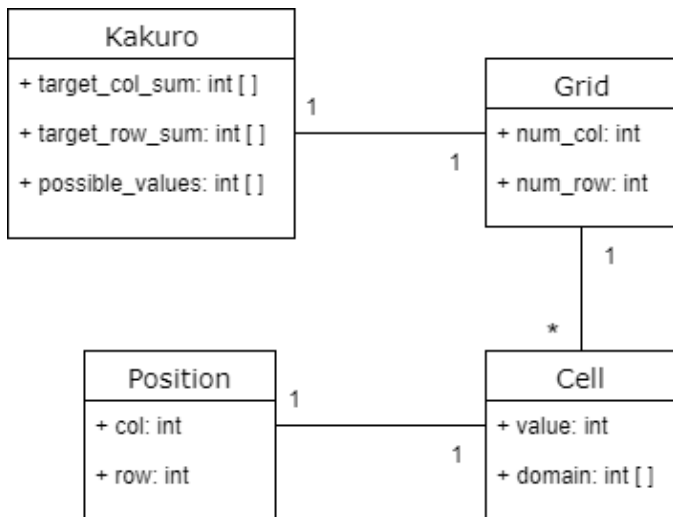 Kakuro
+ target_col_sum: int [ ]
+ target_row_sum: int [ ]
+ possible_values: int [ ]
1
1
Grid
+ num_col: int
+ num_row: int
1
*
Position
+ col: int
+ row: int
1
1
Cell
+ value: int
+ domain: int [ ]